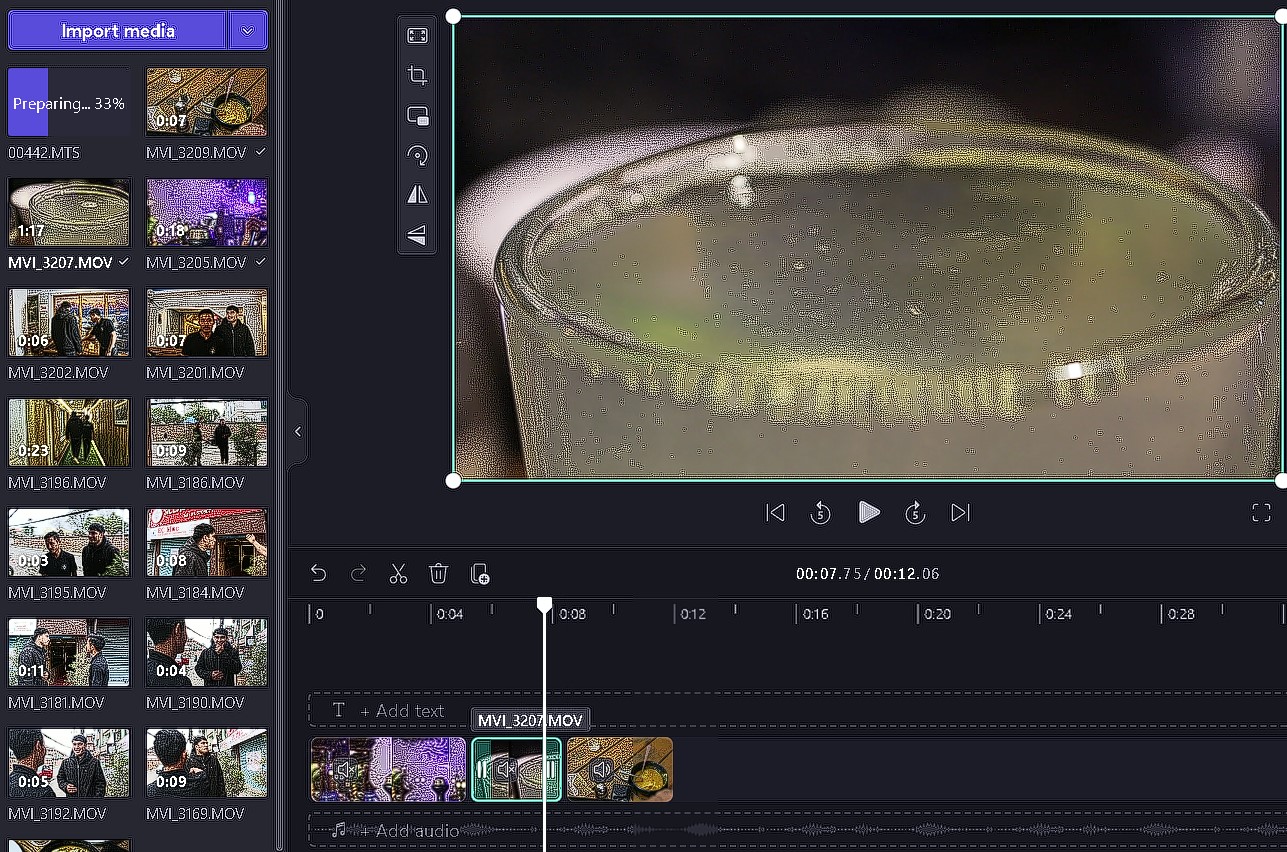 Import media
Preparing... 33%
0:07
00442.MTS
MVI_3209.MOV
1:17
0:18
MVI_3207.MOV
MVI_3205.MOV
0:06
0:07
MVI_3202.MOV
MVI_3201.MOV
0:23
0:09
MVI_3196.MOV
MVI_3186.MOV
0:03
0:08
MVI_3195.MOV
MVI_3184.MOV
0:11
0:04
MVI_3181.MOV
MVI_3190.MOV
0:05
0:09
MVI_3192.MOV
MVI_3169.MOV
5
5
00:07.75 / 00:12.06
0
0:04
0:08
0:12
0:16
0:20
0:24
0:28
T + Add text
MVI_3207.MOV
+ Add audio